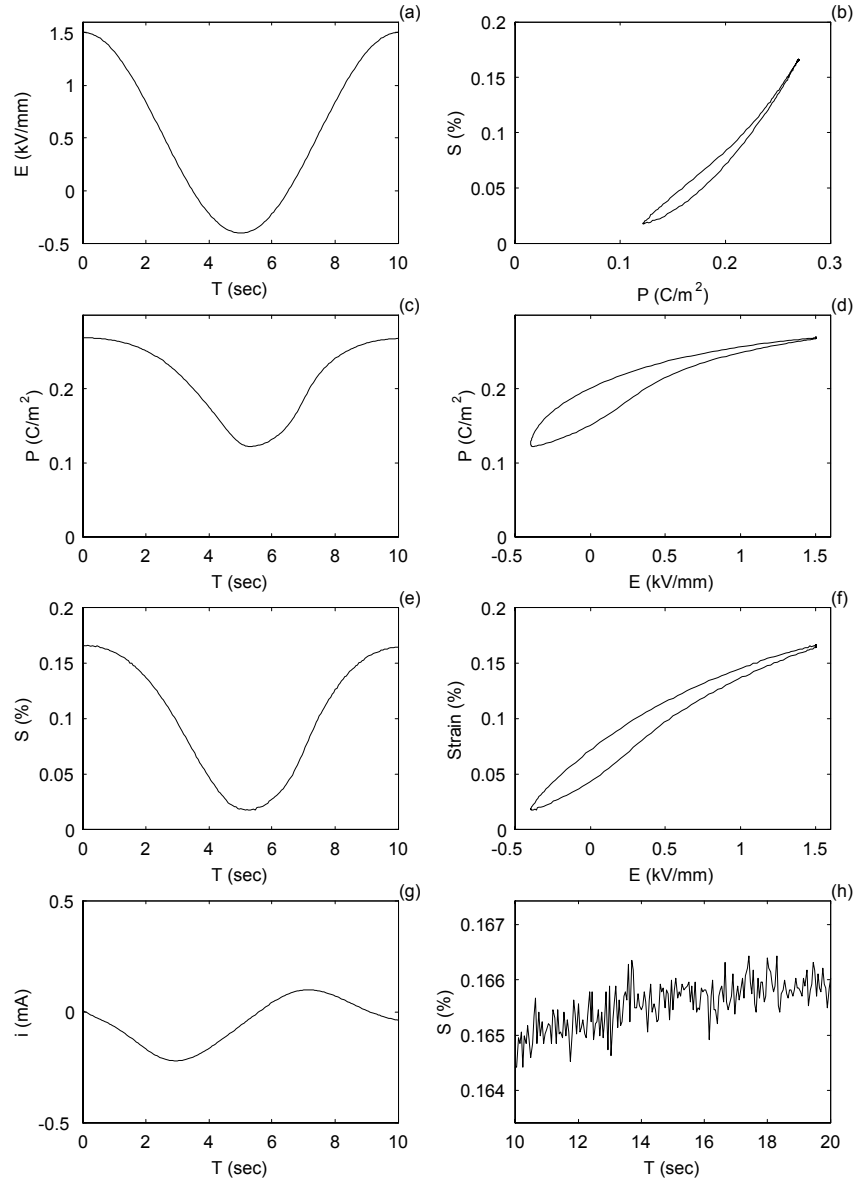 (a)
1.5
1
0.5
0
-0.5
E (kV/mm)
0 2 4 6 8 10
T (sec)
(b)
0.2
0.15
0.1
0.05
0
S (%)
0 0.1 0.2 0.3
P (C/m²)
(c)
0.2
0.1
0
P (C/m²)
0 2 4 6 8 10
T (sec)
(d)
0.2
0.1
0
P (C/m²)
-0.5 0 0.5 1 1.5
E (kV/mm)
(e)
0.2
0.15
0.1
0.05
0
S (%)
0 2 4 6 8 10
T (sec)
(f)
0.2
0.15
0.1
0.05
0
Strain (%)
-0.5 0 0.5 1 1.5
E (kV/mm)
(g)
0.5
0
-0.5
i (mA)
0 2 4 6 8 10
T (sec)
(h)
0.167
0.166
0.165
0.164
S (%)
10 12 14 16 18 20
T (sec)